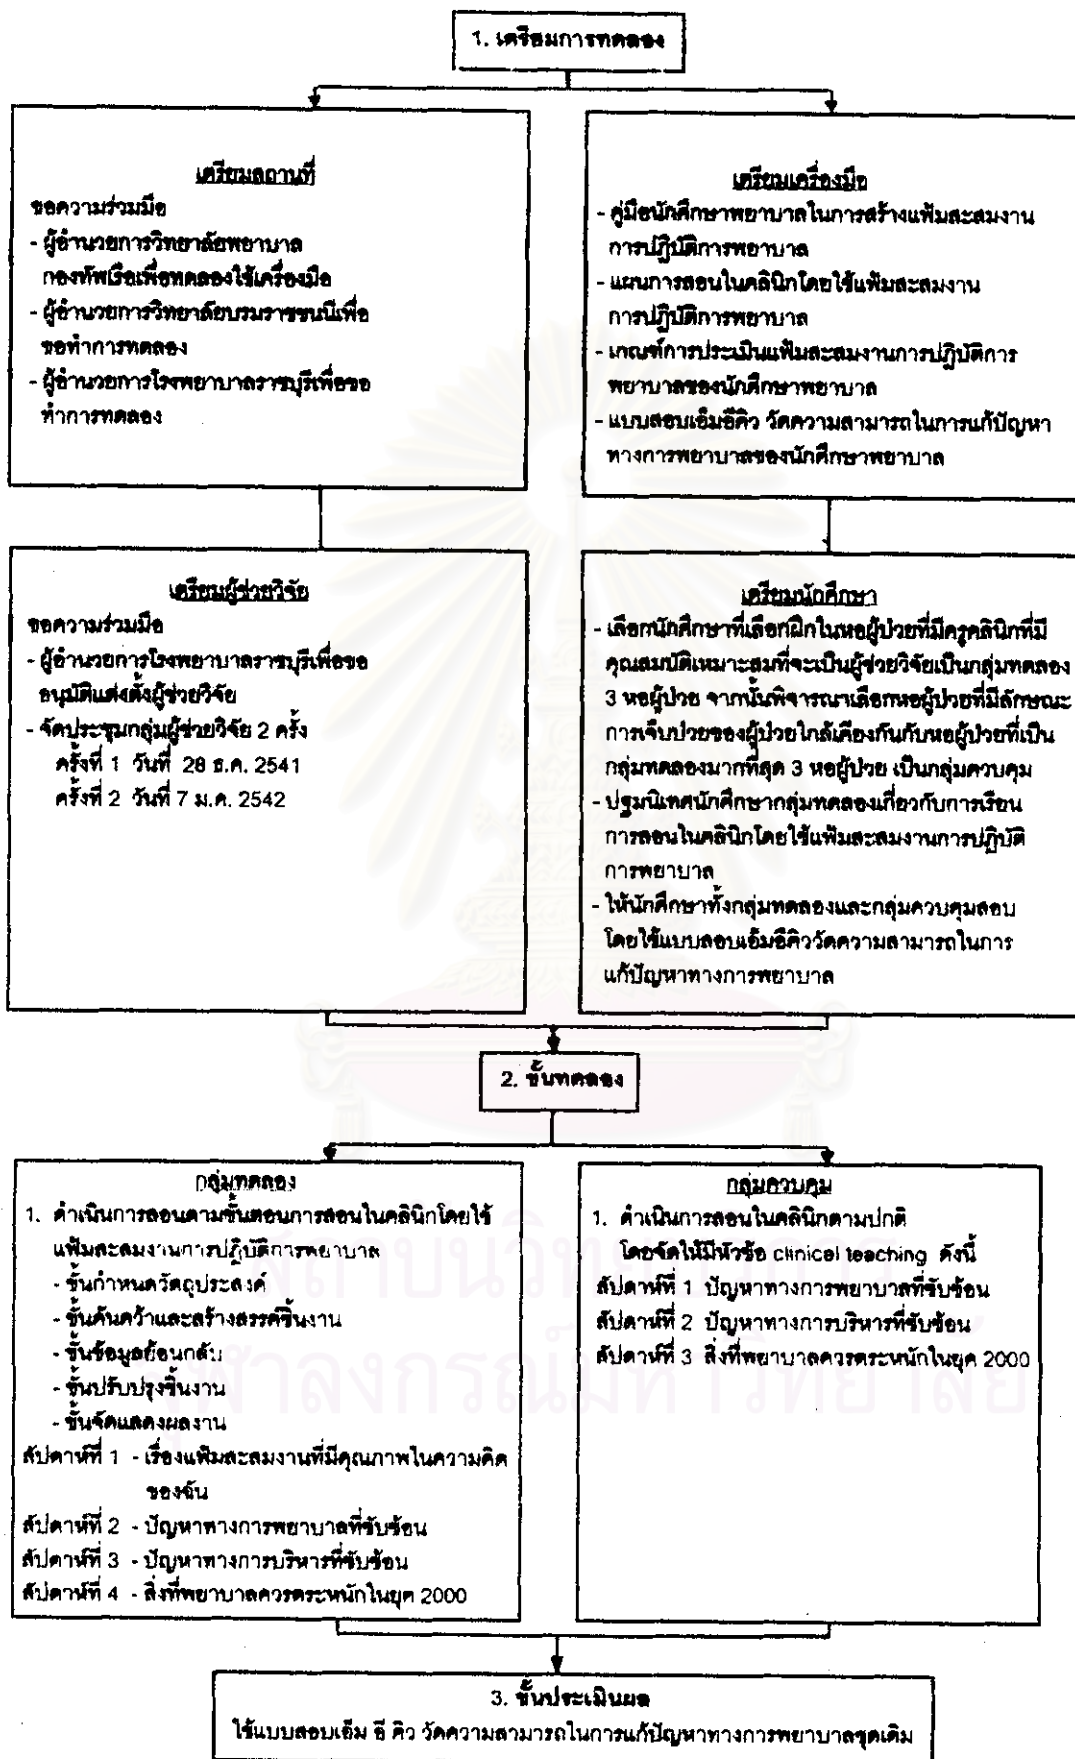 1. เตรียมการทดลอง
เตรียมสถานที่
ขอความร่วมมือ
- ผู้อำนวยการวิทยาลัยพยาบาล
กองทัพเรือเพื่อทดลองใช้เครื่องมือ
- ผู้อำนวยการวิทยาลัยบรมราชชนนีเพื่อ
ขอทำการทดลอง
- ผู้อำนวยการโรงพยาบาลราชบุรีเพื่อขอ
ทำการทดลอง
เตรียมเครื่องมือ
- คู่มือนักศึกษาพยาบาลในการสร้างแฟ้มสะสมงาน
การปฏิบัติการพยาบาล
- แผนการสอนในคลินิกโดยใช้แฟ้มสะสมงาน
การปฏิบัติการพยาบาล
- เกณฑ์การประเมินแฟ้มสะสมงานการปฏิบัติการ
พยาบาลของนักศึกษาพยาบาล
- แบบสอบเอ็มอีคิว วัดความสามารถในการแก้ปัญหา
ทางการพยาบาลของนักศึกษาพยาบาล
เตรียมผู้ช่วยวิจัย
ขอความร่วมมือ
- ผู้อำนวยการโรงพยาบาลราชบุรีเพื่อขอ
อนุมัติแต่งตั้งผู้ช่วยวิจัย
- จัดประชุมกลุ่มผู้ช่วยวิจัย 2 ครั้ง
ครั้งที่ 1 วันที่ 28 ธ.ค. 2541
ครั้งที่ 2 วันที่ 7 ม.ค. 2542
เตรียมนักศึกษา
- เลือกนักศึกษาที่เลือกฝึกในหอผู้ป่วยที่มีครูคลินิกที่มี
คุณสมบัติเหมาะสมที่จะเป็นผู้ช่วยวิจัยเป็นกลุ่มทดลอง
3 หอผู้ป่วย จากนั้นพิจารณาเลือกหอผู้ป่วยที่มีลักษณะ
การเจ็บป่วยของผู้ป่วยใกล้เคียงกันกับหอผู้ป่วยที่เป็น
กลุ่มทดลองมากที่สุด 3 หอผู้ป่วย เป็นกลุ่มควบคุม
- ปฐมนิเทศนักศึกษากลุ่มทดลองเกี่ยวกับการเรียน
การสอนในคลินิกโดยใช้แฟ้มสะสมงานการปฏิบัติ
การพยาบาล
- ให้นักศึกษาทั้งกลุ่มทดลองและกลุ่มควบคุมสอบ
โดยใช้แบบสอบเอ็มอีคิววัดความสามารถในการ
แก้ปัญหาทางการพยาบาล
2. ขั้นทดลอง
กลุ่มทดลอง
1. ดำเนินการสอนตามขั้นตอนการสอนในคลินิกโดยใช้
แฟ้มสะสมงานการปฏิบัติการพยาบาล
- ขั้นกำหนดวัตถุประสงค์
- ขั้นค้นคว้าและสร้างสรรค์ชิ้นงาน
- ขั้นข้อมูลย้อนกลับ
- ขั้นปรับปรุงชิ้นงาน
- ขั้นจัดแสดงผลงาน
สัปดาห์ที่ 1 - เรื่องแฟ้มสะสมงานที่มีคุณภาพในความคิด
ของฉัน
สัปดาห์ที่ 2 - ปัญหาทางการพยาบาลที่ซับซ้อน
สัปดาห์ที่ 3 - ปัญหาทางการบริหารที่ซับซ้อน
สัปดาห์ที่ 4 - สิ่งที่พยาบาลควรตระหนักในยุค 2000
กลุ่มควบคุม
1. ดำเนินการสอนในคลินิกตามปกติ
โดยจัดให้มีหัวข้อ clinical teaching ดังนี้
สัปดาห์ที่ 1 ปัญหาทางการพยาบาลที่ซับซ้อน
สัปดาห์ที่ 2 ปัญหาทางการบริหารที่ซับซ้อน
สัปดาห์ที่ 3 สิ่งที่พยาบาลควรตระหนักในยุค 2000
3. ขั้นประเมินผล
ใช้แบบสอบเอ็ม อี คิว วัดความสามารถในการแก้ปัญหาทางการพยาบาลชุดเดิม
สถาบันวิทยบริการ
จุฬาลงกรณ์มหาวิทยาลัย